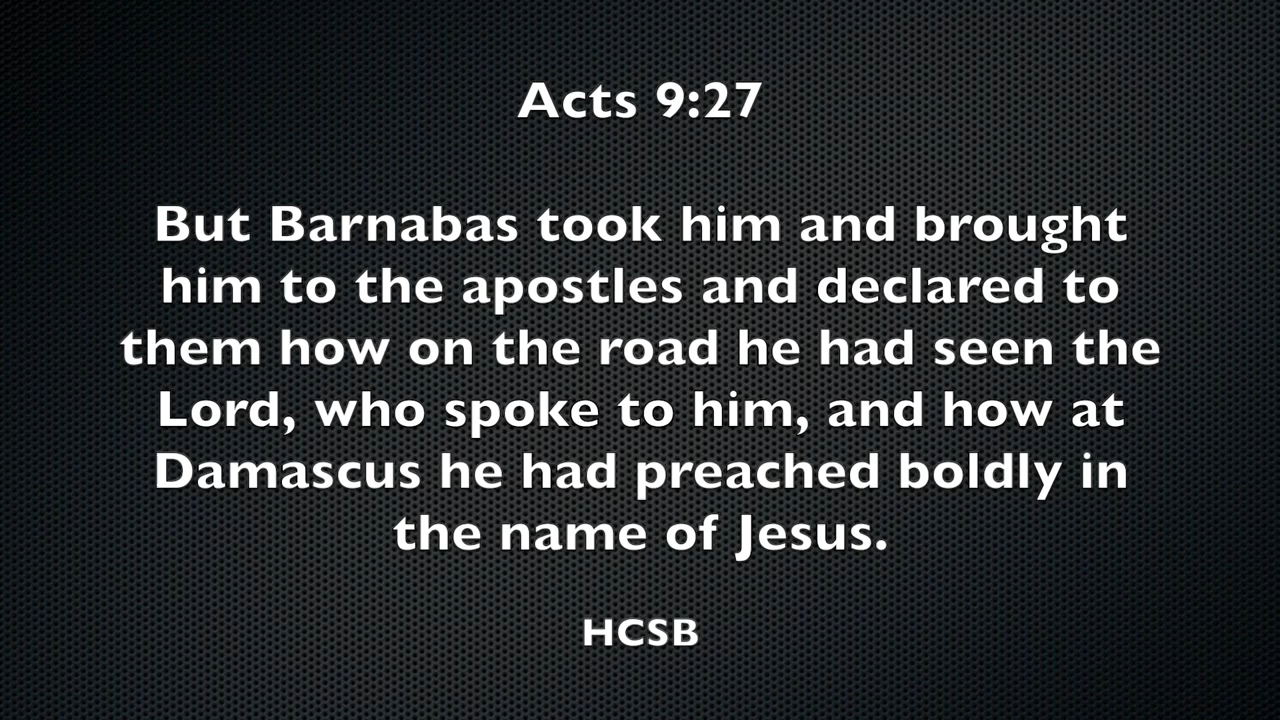 Acts 9:27
But Barnabas took him and brought
him to the apostles and declared to
them how on the road he had seen the
Lord, who spoke to him, and how at
Damascus he had preached boldly in
the name of Jesus.
HCSB